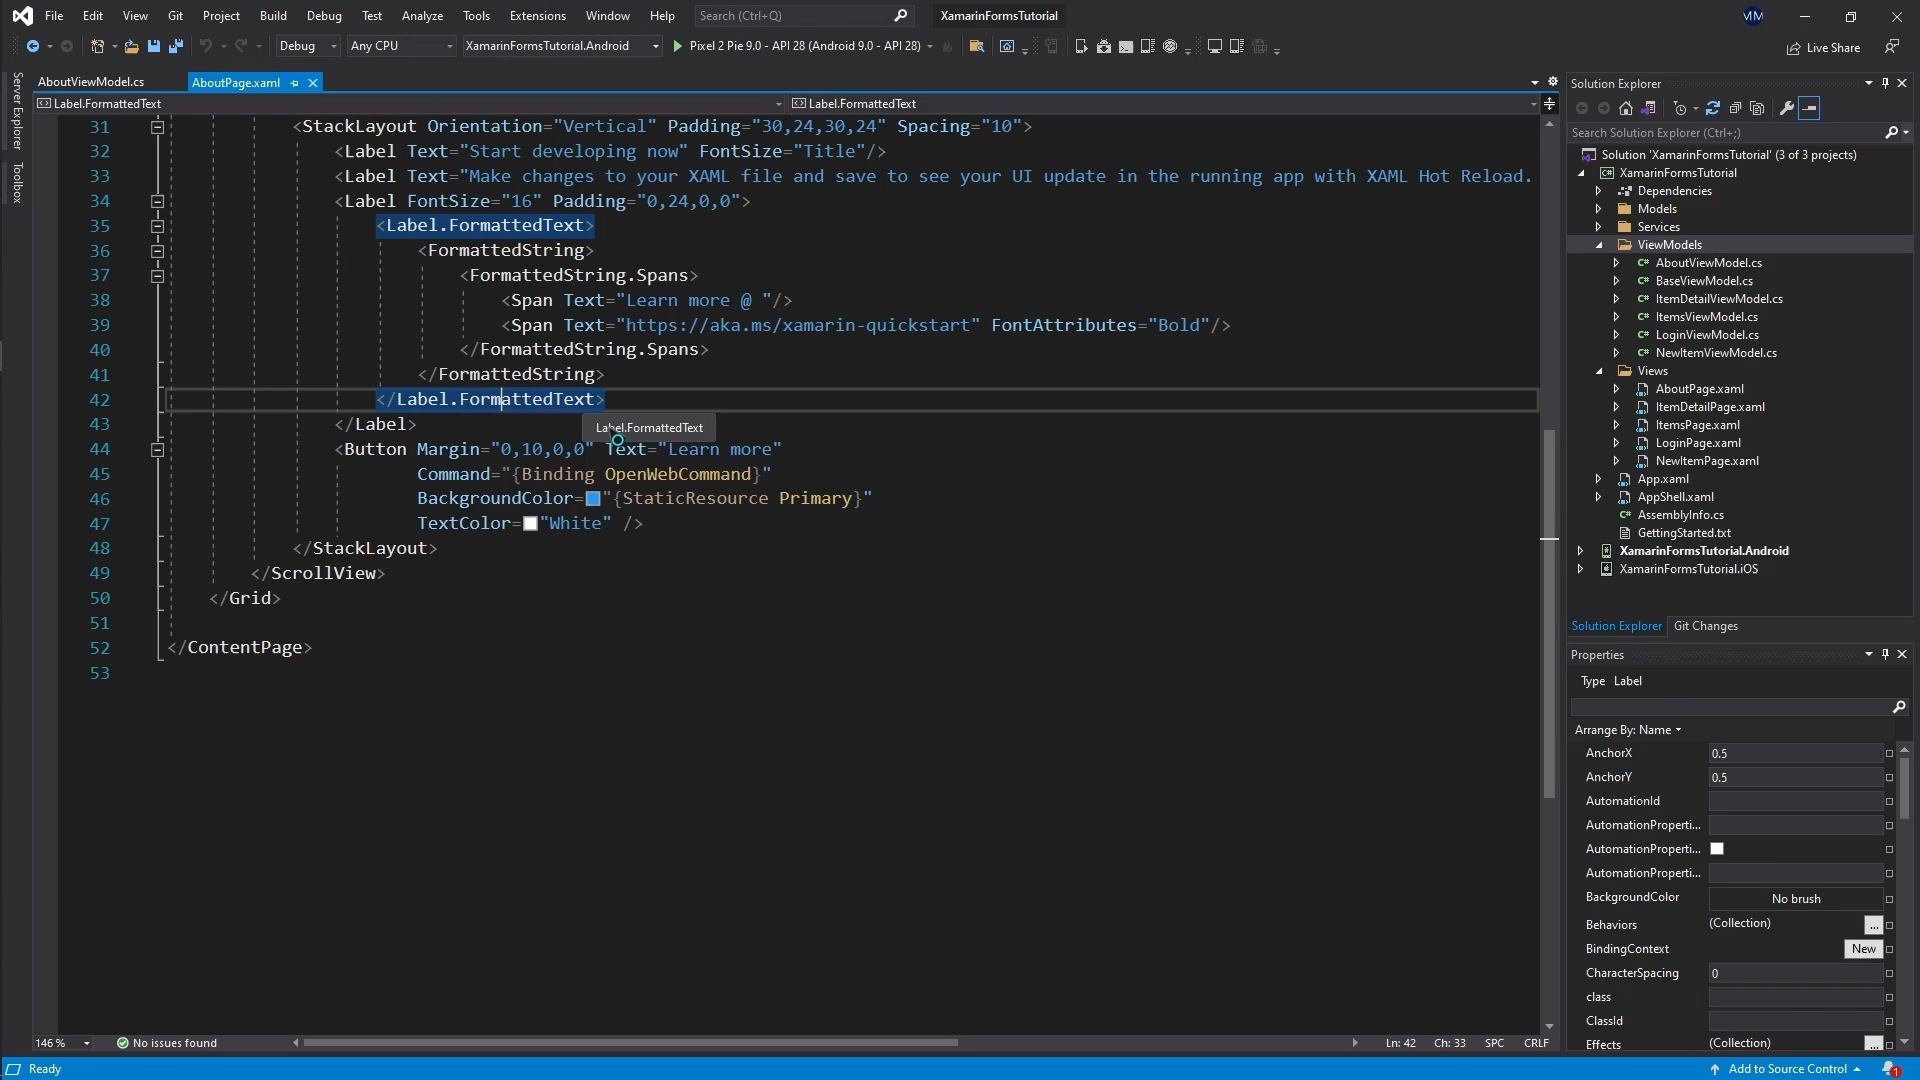 File Edit View Git Project Build Debug Test Analyze Tools Extensions Window Help Search (Ctrl+Q) XamarinFormsTutorial
Debug Any CPU XamarinFormsTutorial.Android Pixel 2 Pie 9.0 - API 28 (Android 9.0 - API 28) Live Share
Server Explorer
Toolbox
AboutViewModel.cs AboutPage.xaml
Label.FormattedText Label.FormattedText
31 <StackLayout Orientation="Vertical" Padding="30,24,30,24" Spacing="10">
32 <Label Text="Start developing now" FontSize="Title"/>
33 <Label Text="Make changes to your XAML file and save to see your UI update in the running app with XAML Hot Reload.
34 <Label FontSize="16" Padding="0,24,0,0">
35 <Label.FormattedText>
36 <FormattedString>
37 <FormattedString.Spans>
38 <Span Text="Learn more @ "/>
39 <Span Text="https://aka.ms/xamarin-quickstart" FontAttributes="Bold"/>
40 </FormattedString.Spans>
41 </FormattedString>
42 </Label.FormattedText>
43 </Label>
Label.FormattedText
44 <Button Margin="0,10,0,0" Text="Learn more"
45 Command="{Binding OpenWebCommand}"
46 BackgroundColor="{StaticResource Primary}"
47 TextColor="White" />
48 </StackLayout>
49 </ScrollView>
50 </Grid>
51
52 </ContentPage>
53
146 % No issues found Ln: 42 Ch: 33 SPC CRLF
Solution Explorer
Search Solution Explorer (Ctrl+;)
Solution 'XamarinFormsTutorial' (3 of 3 projects)
XamarinFormsTutorial
Dependencies
Models
Services
ViewModels
AboutViewModel.cs
BaseViewModel.cs
ItemDetailViewModel.cs
ItemsViewModel.cs
LoginViewModel.cs
NewItemViewModel.cs
Views
AboutPage.xaml
ItemDetailPage.xaml
ItemsPage.xaml
LoginPage.xaml
NewItemPage.xaml
App.xaml
AppShell.xaml
AssemblyInfo.cs
GettingStarted.txt
XamarinFormsTutorial.Android
XamarinFormsTutorial.iOS
Solution Explorer Git Changes
Properties
Type Label
Arrange By: Name
AnchorX 0.5
AnchorY 0.5
AutomationId
AutomationProperti...
AutomationProperti...
AutomationProperti...
BackgroundColor No brush
Behaviors (Collection) ...
BindingContext New
CharacterSpacing 0
class
ClassId
Effects (Collection) ...
Ready Add to Source Control 1